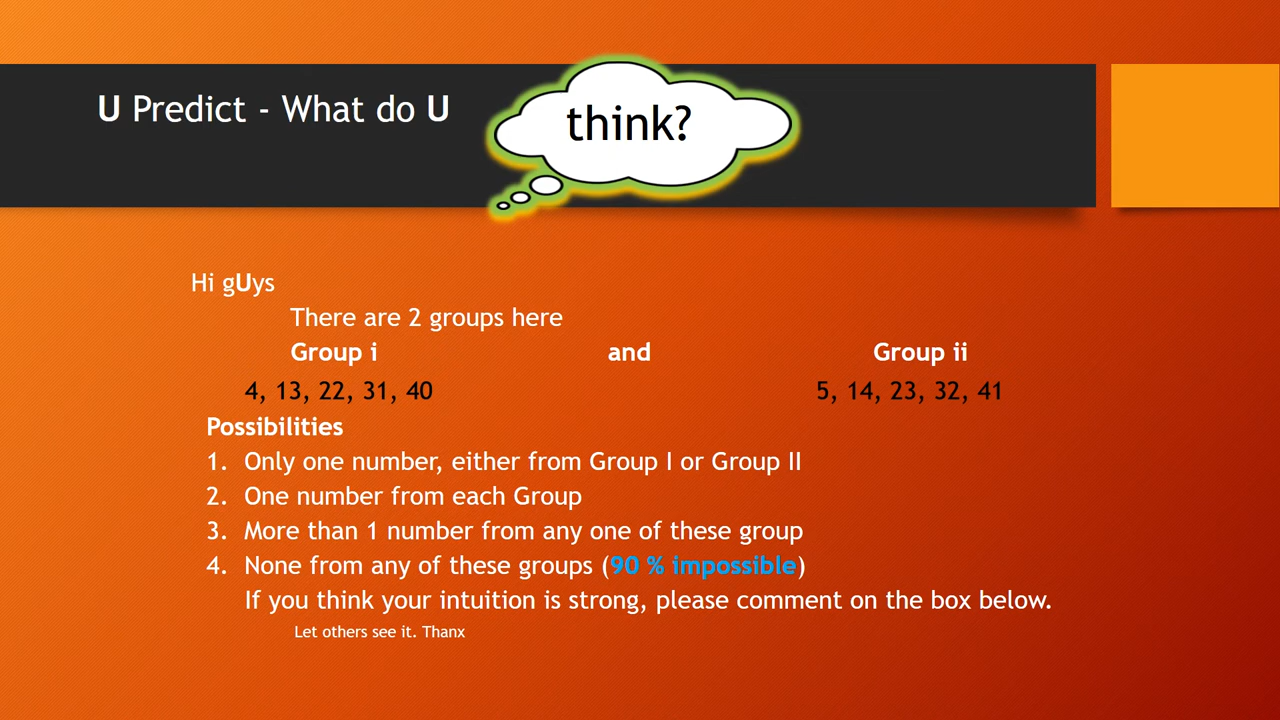 U Predict - What do U think?
Hi gUys
There are 2 groups here
Group i and Group ii
4, 13, 22, 31, 40 5, 14, 23, 32, 41
Possibilities
1. Only one number, either from Group I or Group II
2. One number from each Group
3. More than 1 number from any one of these group
4. None from any of these groups (90 % impossible)
If you think your intuition is strong, please comment on the box below.
Let others see it. Thanx